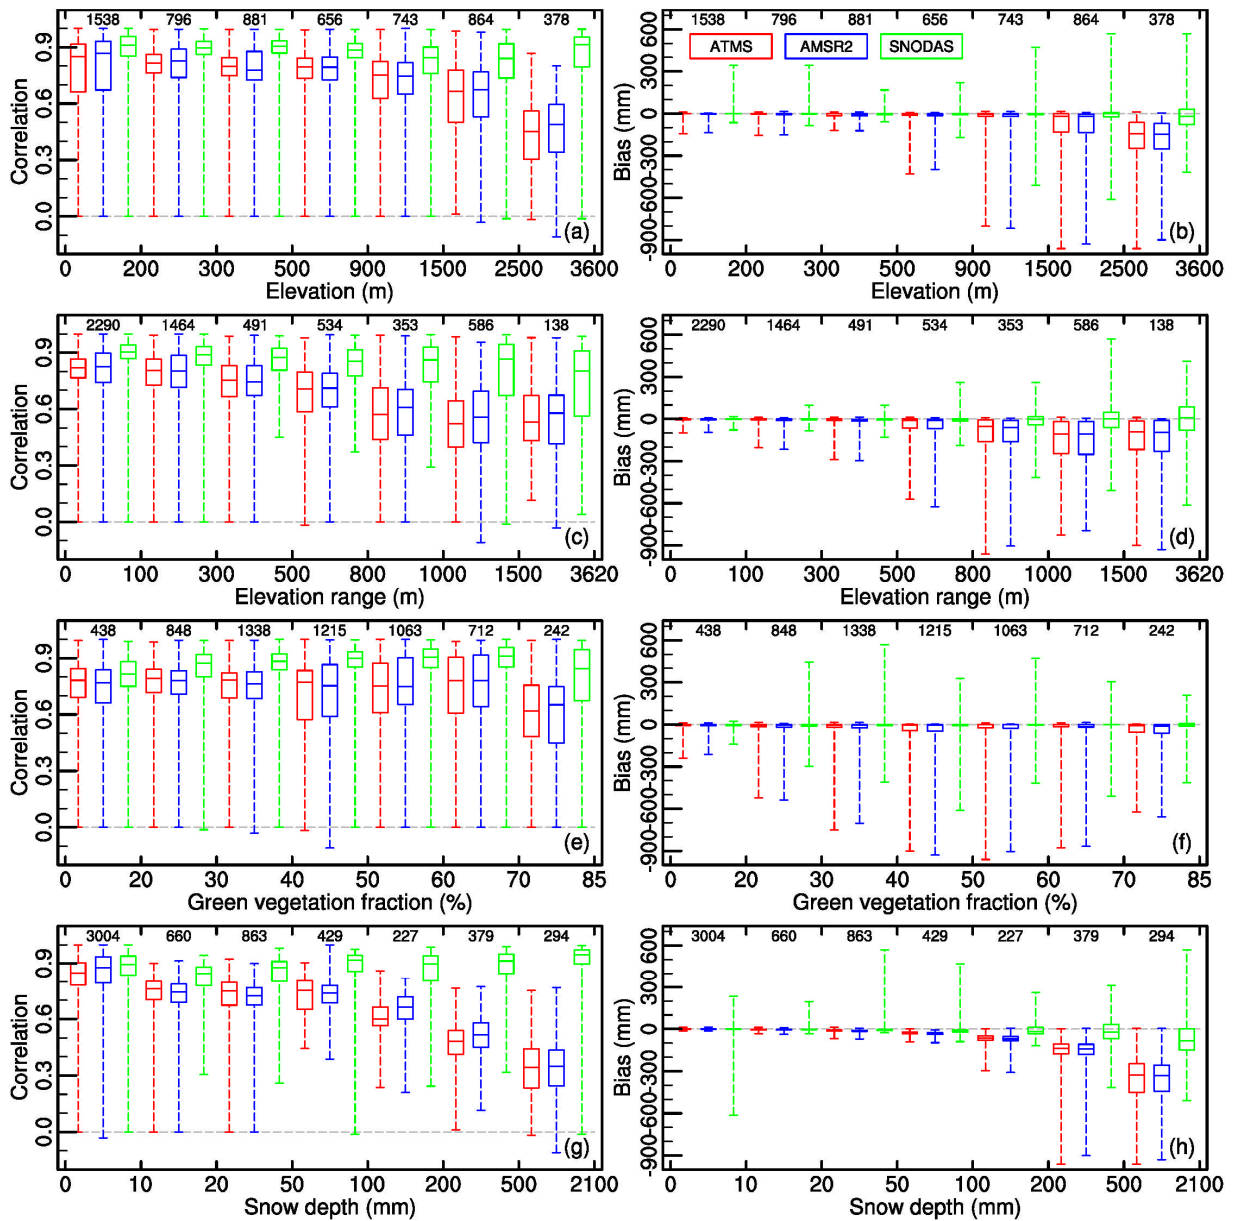 1538 796 881 656 743 864 378
Correlation
0.0 0.3 0.6 0.9
(a)
0 200 300 500 900 1500 2500 3600
Elevation (m)
1538 796 881 656 743 864 378
ATMS AMSR2 SNODAS
Bias (mm)
-900 -600 -300 0 300 600
(b)
0 200 300 500 900 1500 2500 3600
Elevation (m)
2290 1464 491 534 353 586 138
Correlation
0.0 0.3 0.6 0.9
(c)
0 100 300 500 800 1000 1500 3620
Elevation range (m)
2290 1464 491 534 353 586 138
Bias (mm)
-900 -600 -300 0 300 600
(d)
0 100 300 500 800 1000 1500 3620
Elevation range (m)
438 848 1338 1215 1063 712 242
Correlation
0.0 0.3 0.6 0.9
(e)
0 20 30 40 50 60 70 85
Green vegetation fraction (%)
438 848 1338 1215 1063 712 242
Bias (mm)
-900 -600 -300 0 300 600
(f)
0 20 30 40 50 60 70 85
Green vegetation fraction (%)
3004 660 863 429 227 379 294
Correlation
0.0 0.3 0.6 0.9
(g)
0 10 20 50 100 200 500 2100
Snow depth (mm)
3004 660 863 429 227 379 294
Bias (mm)
-900 -600 -300 0 300 600
(h)
0 10 20 50 100 200 500 2100
Snow depth (mm)